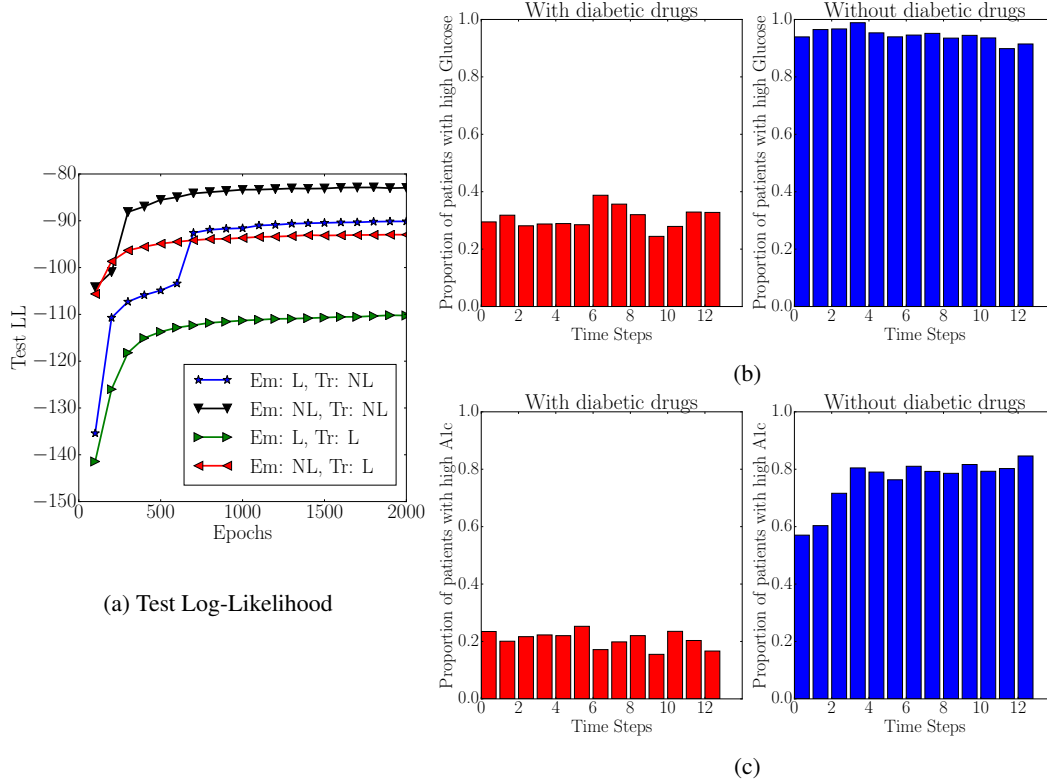 −80
−90
−100
−110
−120
−130
−140
−150
Test LL
0
500
1000
1500
2000
Epochs
Em: L, Tr: NL
Em: NL, Tr: NL
Em: L, Tr: L
Em: NL, Tr: L
(a) Test Log-Likelihood
With diabetic drugs
Proportion of patients with high Glucose
1.0
0.8
0.6
0.4
0.2
0.0
0 2 4 6 8 10 12
Time Steps
Without diabetic drugs
Proportion of patients with high Glucose
1.0
0.8
0.6
0.4
0.2
0.0
0 2 4 6 8 10 12
Time Steps
(b)
With diabetic drugs
Proportion of patients with high A1c
1.0
0.8
0.6
0.4
0.2
0.0
0 2 4 6 8 10 12
Time Steps
Without diabetic drugs
Proportion of patients with high A1c
1.0
0.8
0.6
0.4
0.2
0.0
0 2 4 6 8 10 12
Time Steps
(c)